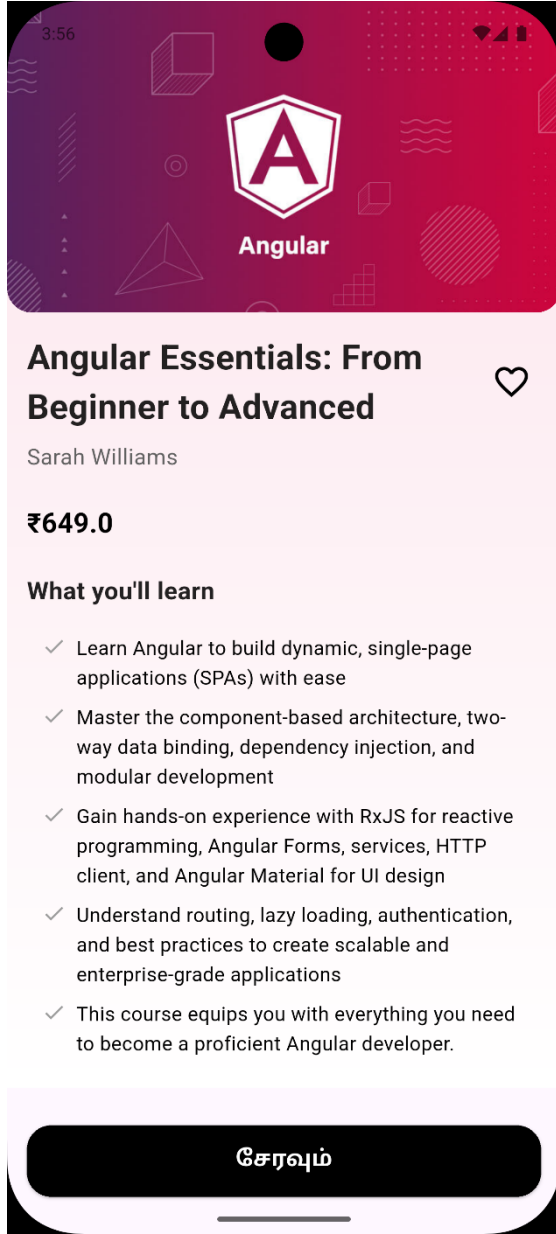 3:56
Angular
Angular Essentials: From
Beginner to Advanced
Sarah Williams
₹649.0
What you'll learn
Learn Angular to build dynamic, single-page
applications (SPAs) with ease
Master the component-based architecture, two-
way data binding, dependency injection, and
modular development
Gain hands-on experience with RxJS for reactive
programming, Angular Forms, services, HTTP
client, and Angular Material for UI design
Understand routing, lazy loading, authentication,
and best practices to create scalable and
enterprise-grade applications
This course equips you with everything you need
to become a proficient Angular developer.
சேரவும்